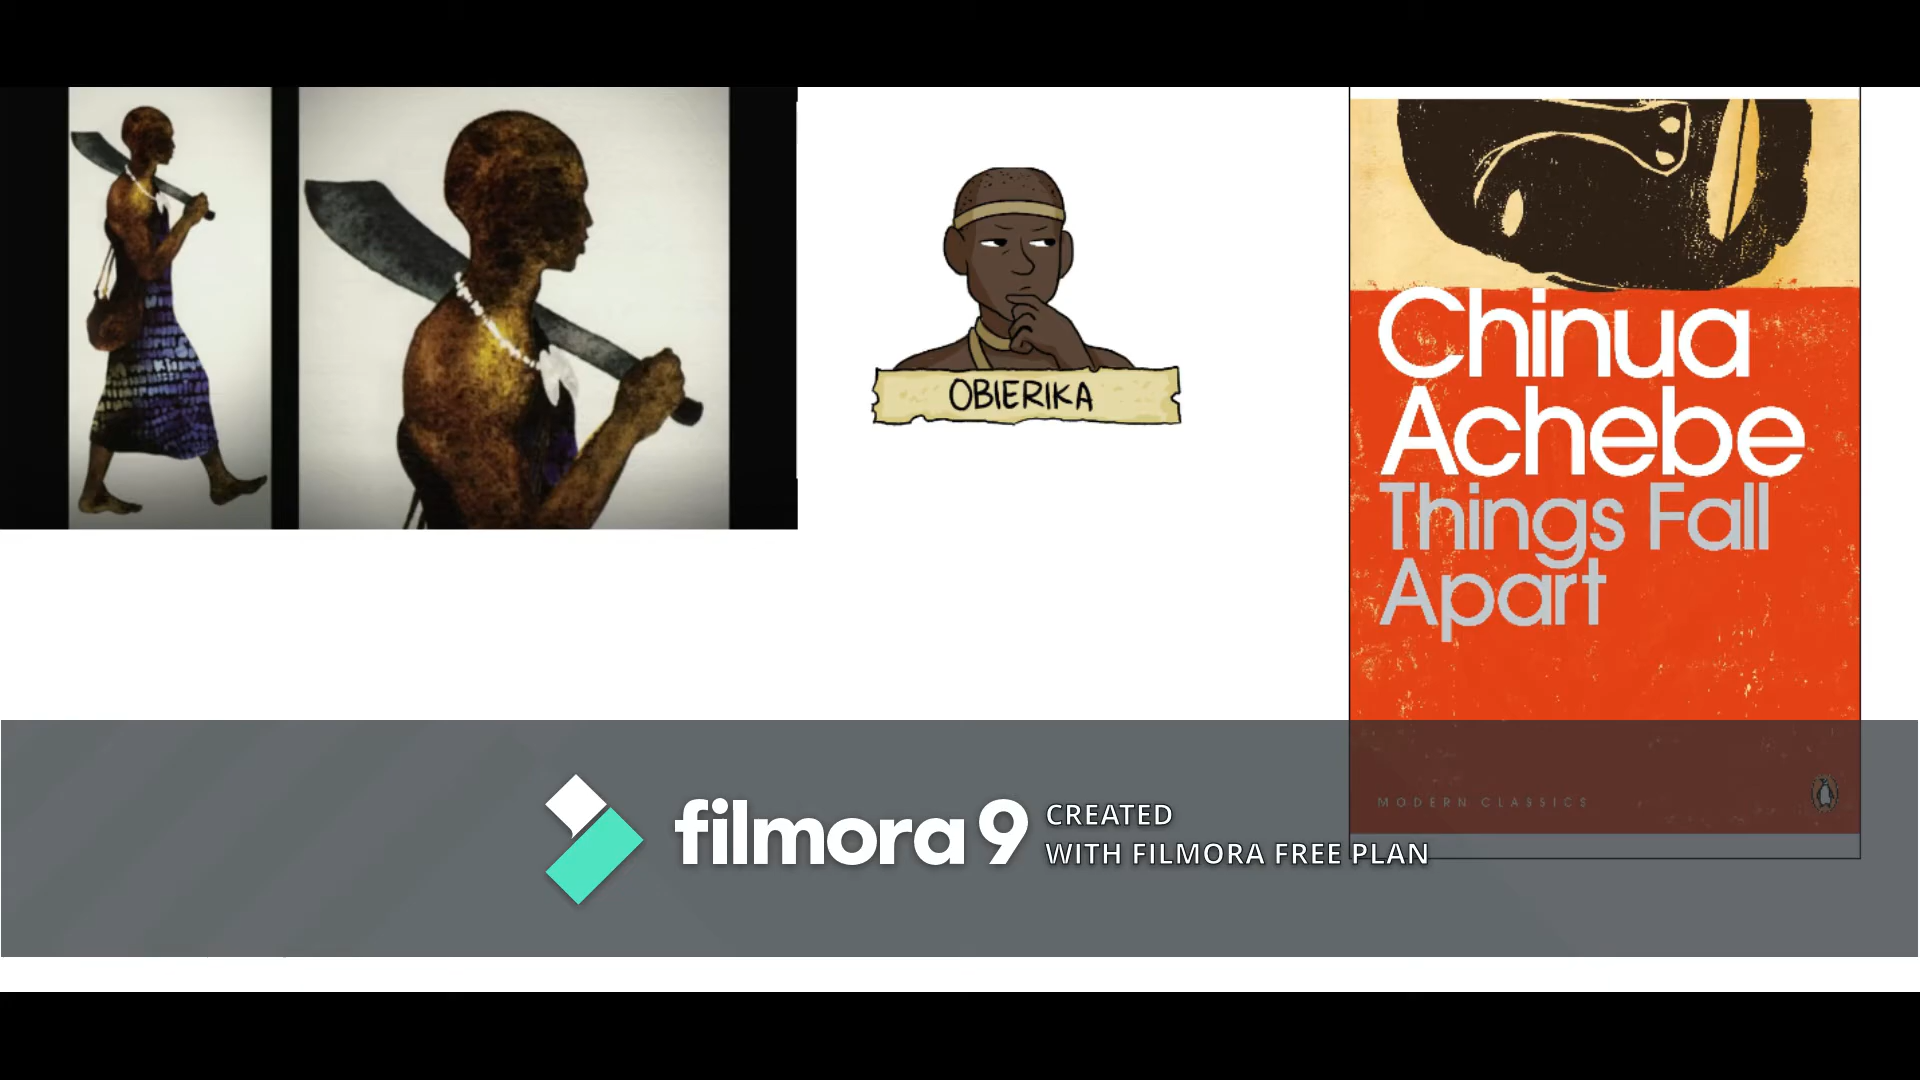 OBIERIKA
Chinua
Achebe
Things Fall
Apart
MODERN CLASSICS
filmora9
CREATED
WITH FILMORA FREE PLAN